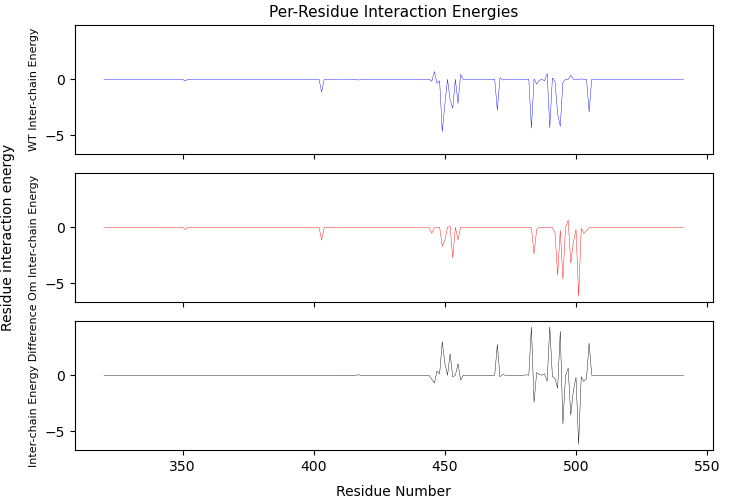 Per-Residue Interaction Energies
Residue interaction energy
WT Inter-chain Energy
0
−5
Om Inter-chain Energy
0
−5
Inter-chain Energy Difference
0
−5
350
400
450
500
550
Residue Number